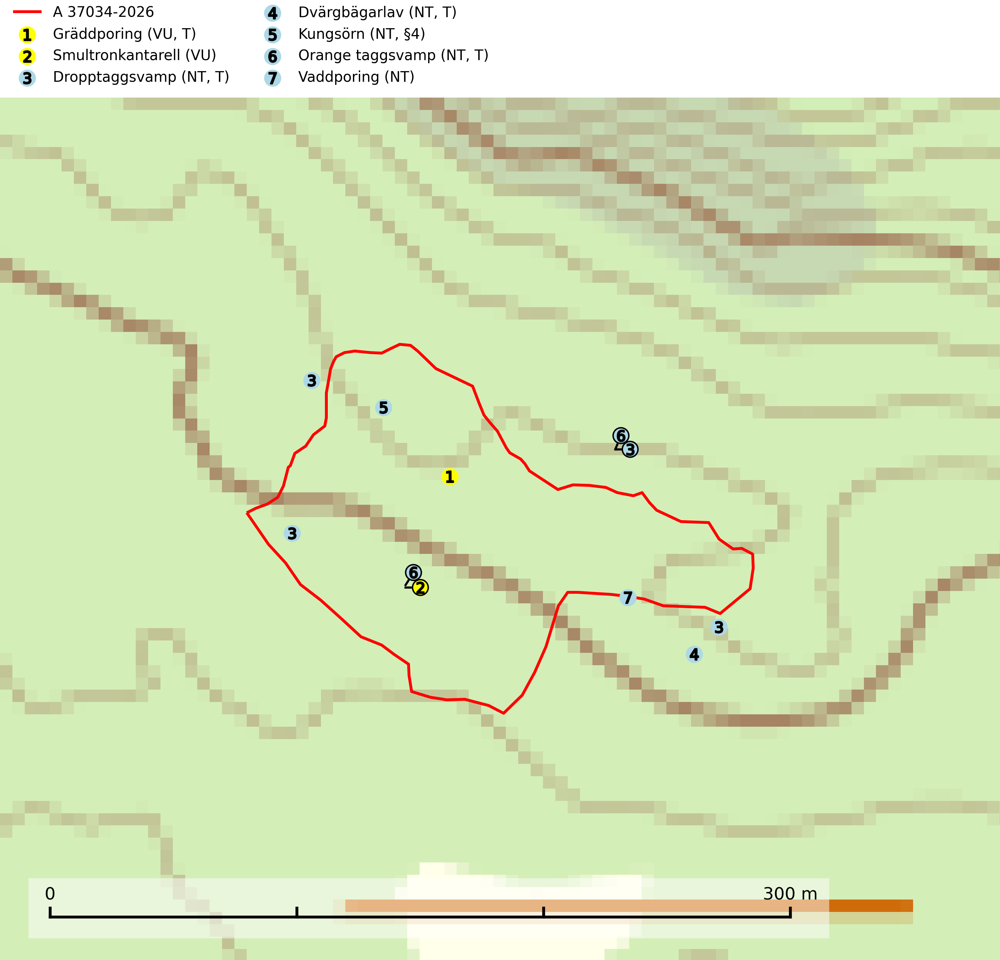 A 37034-2026
1 Gräddporing (VU, T)
2 Smultronkantarell (VU)
3 Dropptaggsvamp (NT, T)
4 Dvärgbägarlav (NT, T)
5 Kungsörn (NT, §4)
6 Orange taggsvamp (NT, T)
7 Vaddporing (NT)
3
5
6
3
1
3
6
2
7
3
4
0 300 m